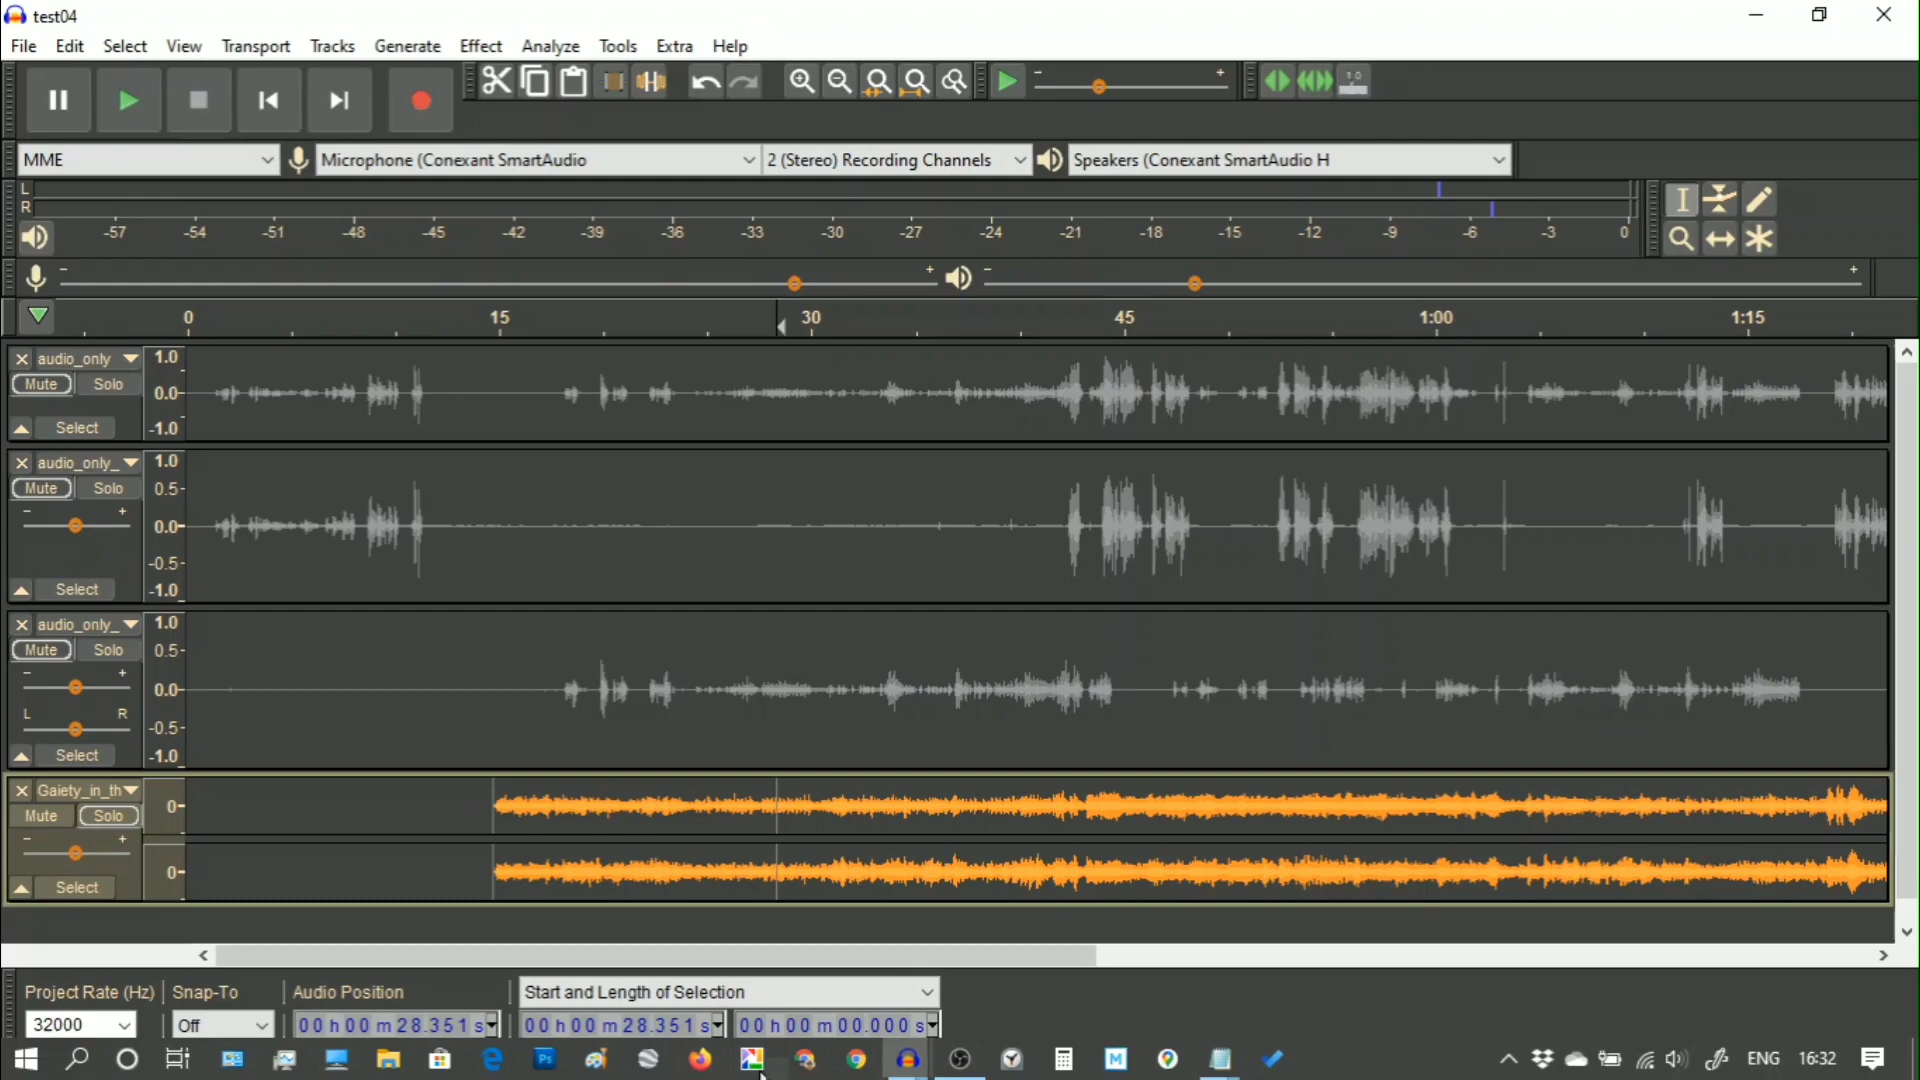 test04
File Edit Select View Transport Tracks Generate Effect Analyze Tools Extra Help
- +
1 0
MME Microphone (Conexant SmartAudio 2 (Stereo) Recording Channels Speakers (Conexant SmartAudio H
L
R
-57 -54 -51 -48 -45 -42 -39 -36 -33 -30 -27 -24 -21 -18 -15 -12 -9 -6 -3 0
- + - +
0 15 30 45 1:00 1:15
audio_only 1.0
Mute Solo 0.0-
Select -1.0
audio_only_ 1.0
Mute Solo 0.5-
- +
0.0-
-0.5-
Select -1.0
audio_only_ 1.0
Mute Solo 0.5-
- +
0.0-
L R
-0.5-
Select -1.0
Gaiety_in_th
Mute Solo 0-
- +
Select 0-
Project Rate (Hz) Snap-To Audio Position Start and Length of Selection
32000 Off 00 h 00 m 28.351 s 00 h 00 m 28.351 s 00 h 00 m 00.000 s
Ps M ENG 16:32